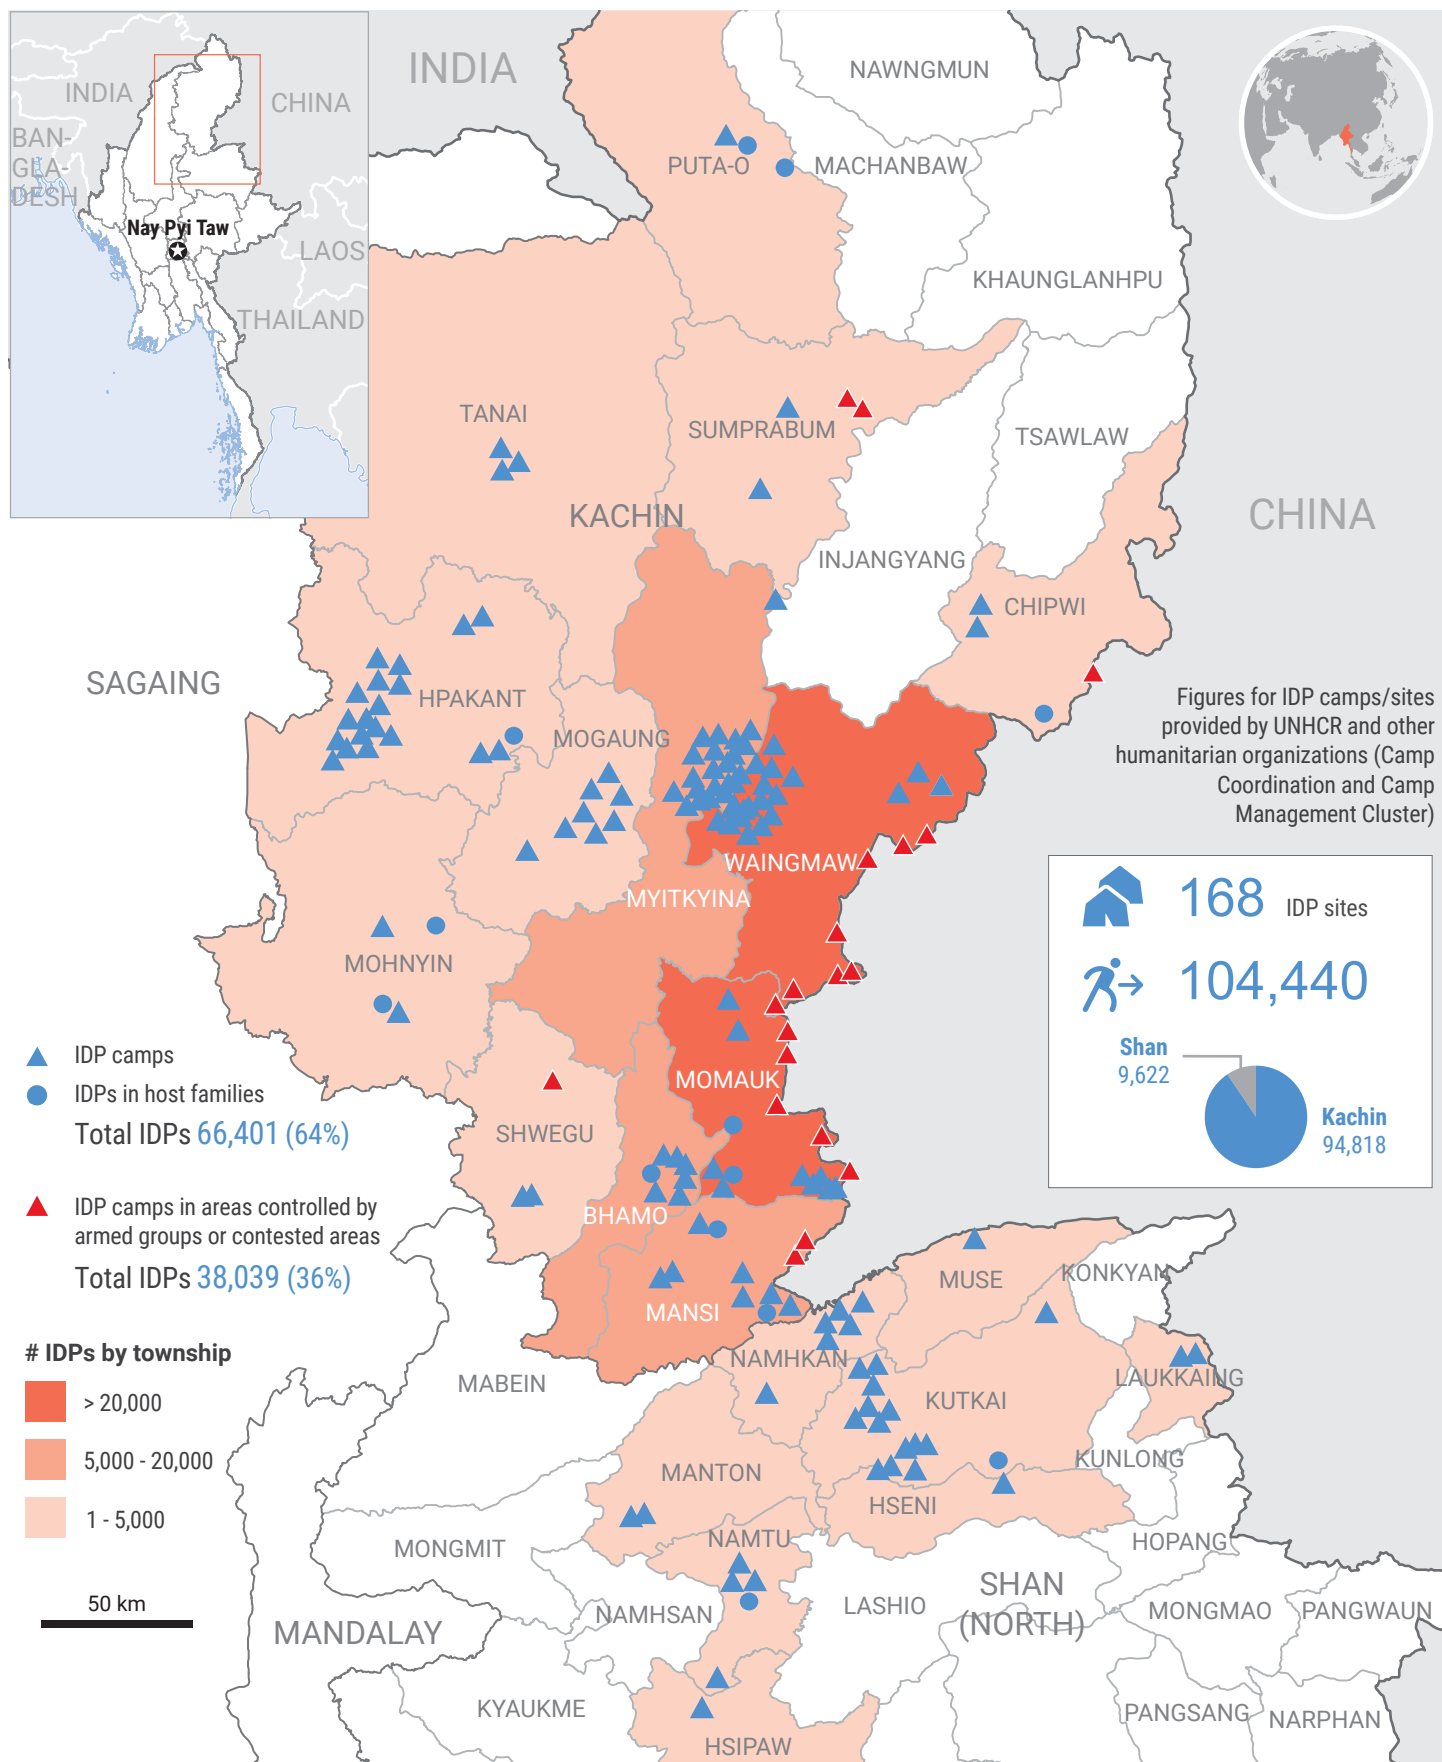 INDIA
CHINA
BAN-
GLA-
DESH
Nay Pyi Taw
LAOS
THAILAND
INDIA
NAWNGMUN
PUTA-O
MACHANBAW
KHAUNGLANHPU
TANAI
SUMPRABUM
TSAWLAW
KACHIN
CHINA
INJANGYANG
CHIPWI
SAGAING
HPAKANT
MOGAUNG
Figures for IDP camps/sites
provided by UNHCR and other
humanitarian organizations (Camp
Coordination and Camp
Management Cluster)
WAINGMAW
MYITKYINA
168 IDP sites
104,440
Shan
9,622
Kachin
94,818
MOHNYIN
MOMAUK
SHWEGU
BHAMO
IDP camps
IDPs in host families
Total IDPs 66,401 (64%)
IDP camps in areas controlled by
armed groups or contested areas
Total IDPs 38,039 (36%)
# IDPs by township
> 20,000
5,000 - 20,000
1 - 5,000
50 km
MANSI
MUSE
KONKYAN
NAMHKAN
LAUKKAING
MABEIN
KUTKAI
KUNLONG
MANTON
HSENI
NAMTU
HOPANG
MONGMIT
SHAN
(NORTH)
NAMHSAN
LASHIO
MONGMAO
PANGWAUN
MANDALAY
KYAUKME
PANGSANG
NARPHAN
HSIPAW